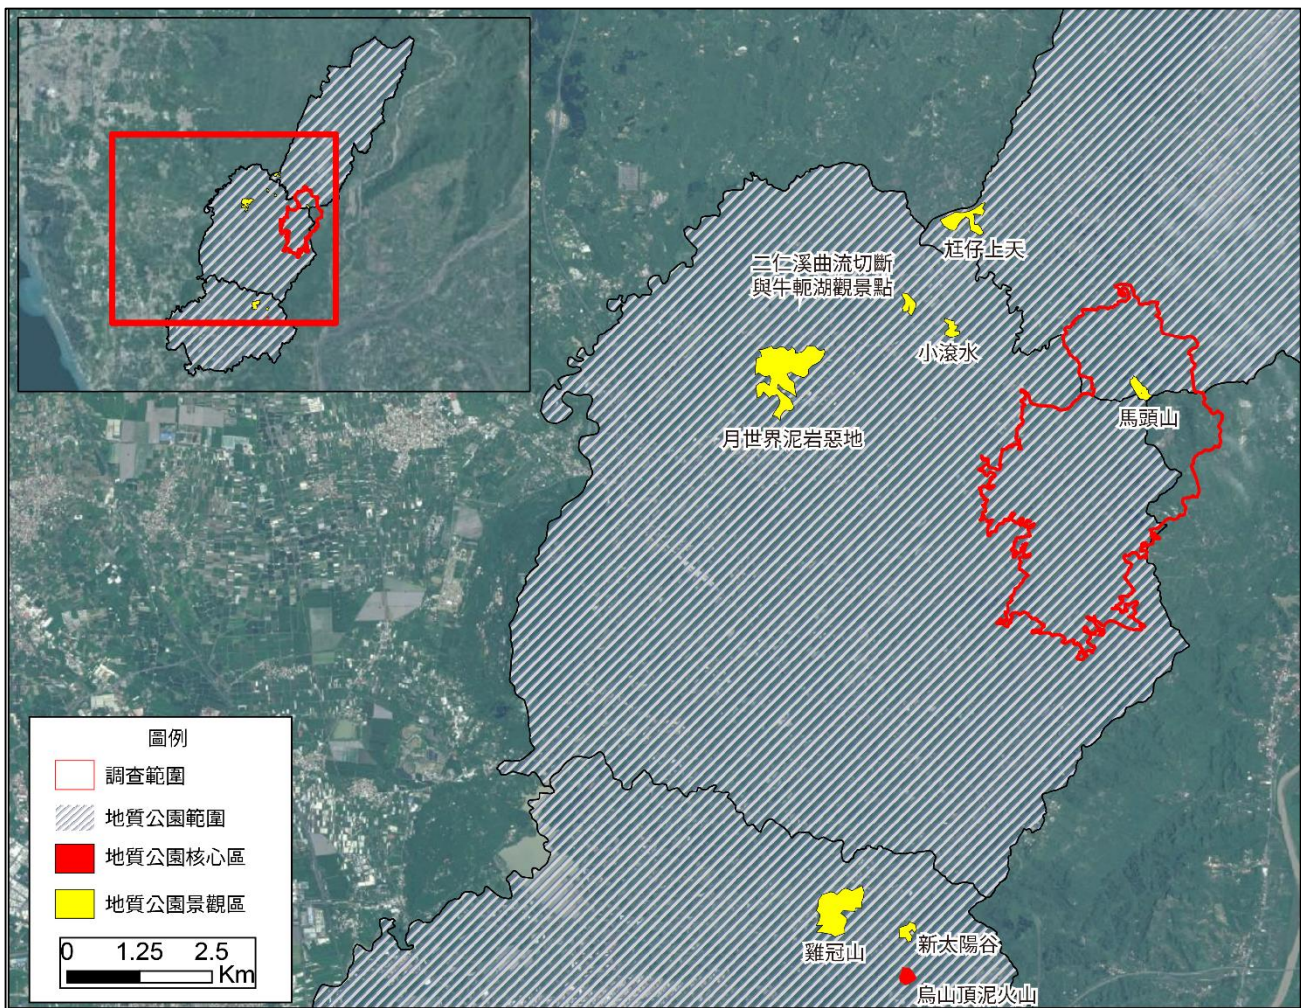 尪仔上天
二仁溪曲流切斷
與牛軛湖觀景點
小滾水
月世界泥岩惡地
馬頭山
雞冠山
新太陽谷
烏山頂泥火山
圖例
調查範圍
地質公園範圍
地質公園核心區
地質公園景觀區
0 1.25 2.5
Km